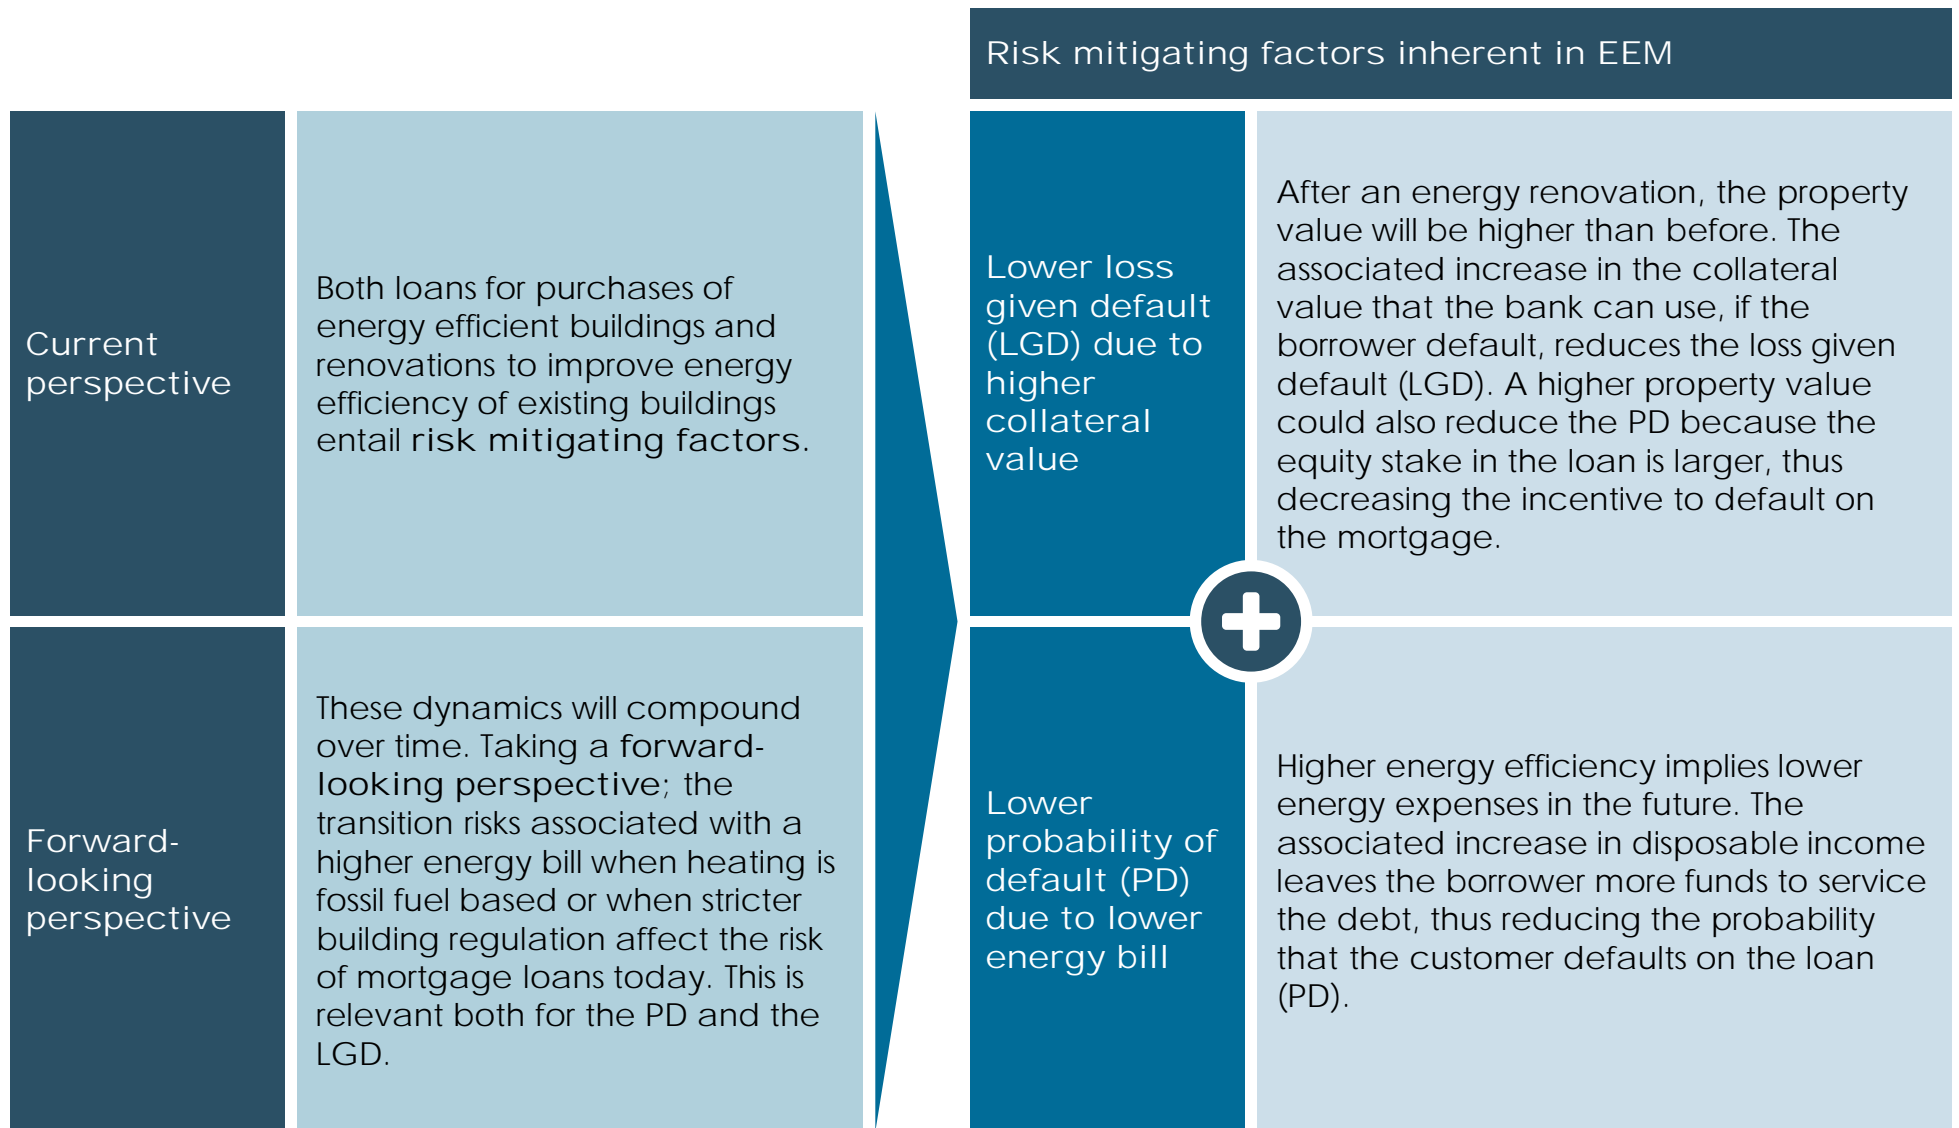 Risk mitigating factors inherent in EEM
Current
perspective
Both loans for purchases of
energy efficient buildings and
renovations to improve energy
efficiency of existing buildings
entail risk mitigating factors.
Lower loss
given default
(LGD) due to
higher
collateral
value
After an energy renovation, the property
value will be higher than before. The
associated increase in the collateral
value that the bank can use, if the
borrower default, reduces the loss given
default (LGD). A higher property value
could also reduce the PD because the
equity stake in the loan is larger, thus
decreasing the incentive to default on
the mortgage.
Forward-
looking
perspective
These dynamics will compound
over time. Taking a forward-
looking perspective; the
transition risks associated with a
higher energy bill when heating is
fossil fuel based or when stricter
building regulation affect the risk
of mortgage loans today. This is
relevant both for the PD and the
LGD.
Lower
probability of
default (PD)
due to lower
energy bill
Higher energy efficiency implies lower
energy expenses in the future. The
associated increase in disposable income
leaves the borrower more funds to service
the debt, thus reducing the probability
that the customer defaults on the loan
(PD).